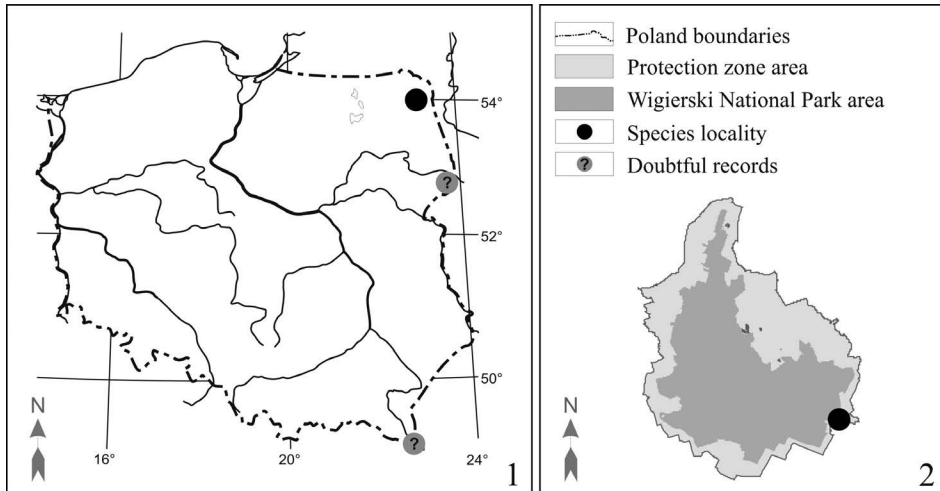 54°
?
52°
50°
N
?
16°
20°
24°
1
Poland boundaries
Protection zone area
Wigierski National Park area
Species locality
? Doubtful records
N
2